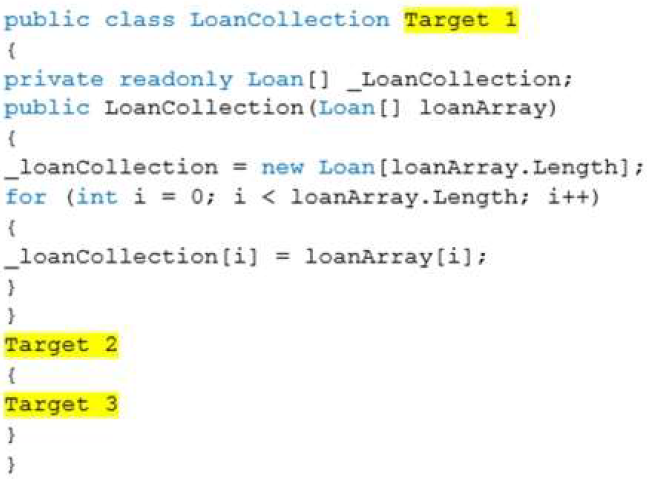 public class LoanCollection Target 1
{
private readonly Loan[] _LoanCollection;
public LoanCollection(Loan[] loanArray)
{
_loanCollection = new Loan[loanArray.Length];
for (int i = 0; i < loanArray.Length; i++)
{
_loanCollection[i] = loanArray[i];
}
}
Target 2
{
Target 3
}
}